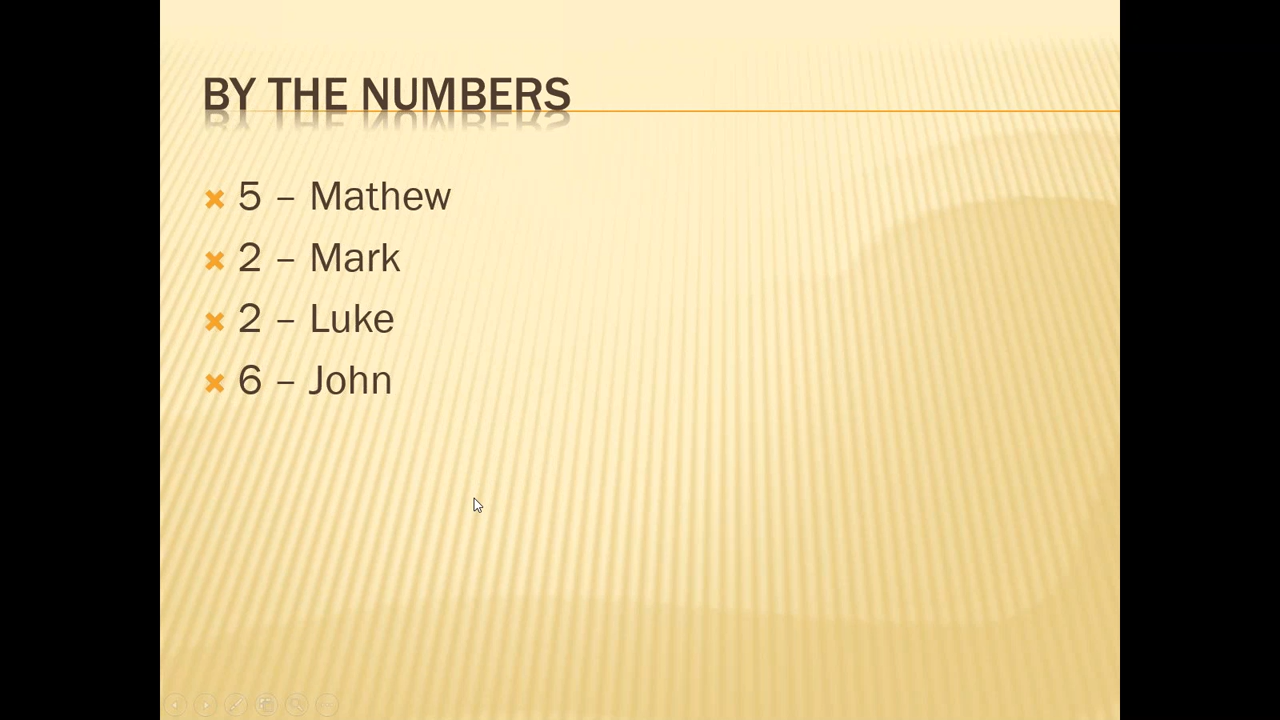 BY THE NUMBERS
5 – Mathew
2 – Mark
2 – Luke
6 – John